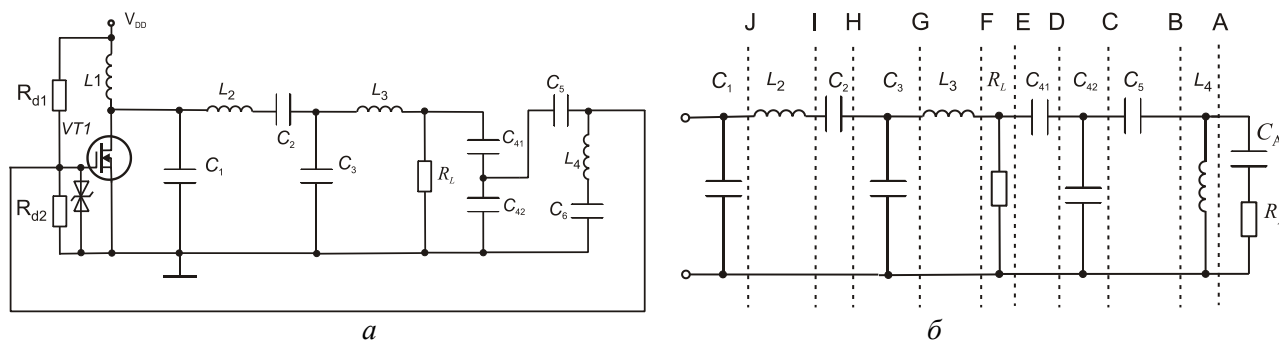 V_DD
L1
R_d1
VT1
R_d2
C_1
L_2
C_2
C_3
L_3
R_L
C_41
C_42
C_5
L_4
C_6
а
J I H G F E D C B A
C_1 L_2 C_2 C_3 L_3 R_L C_41 C_42 C_5 L_4
C_A
б